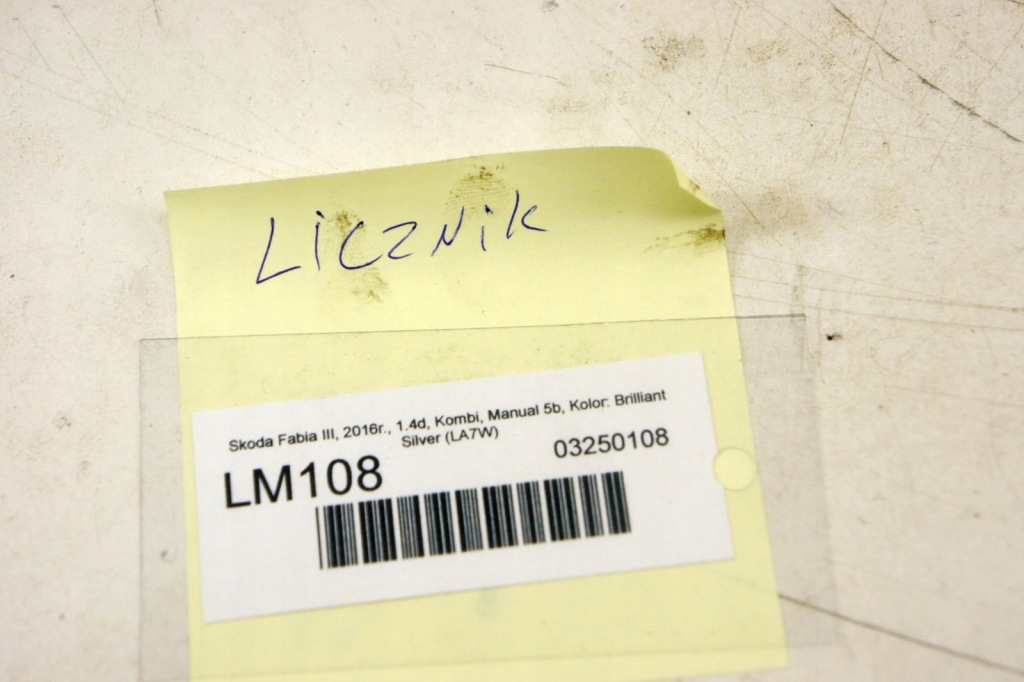 Licznik
Skoda Fabia III, 2016r., 1.4d, Kombi, Manual 5b, Kolor: Brilliant
Silver (LA7W)
03250108
LM108